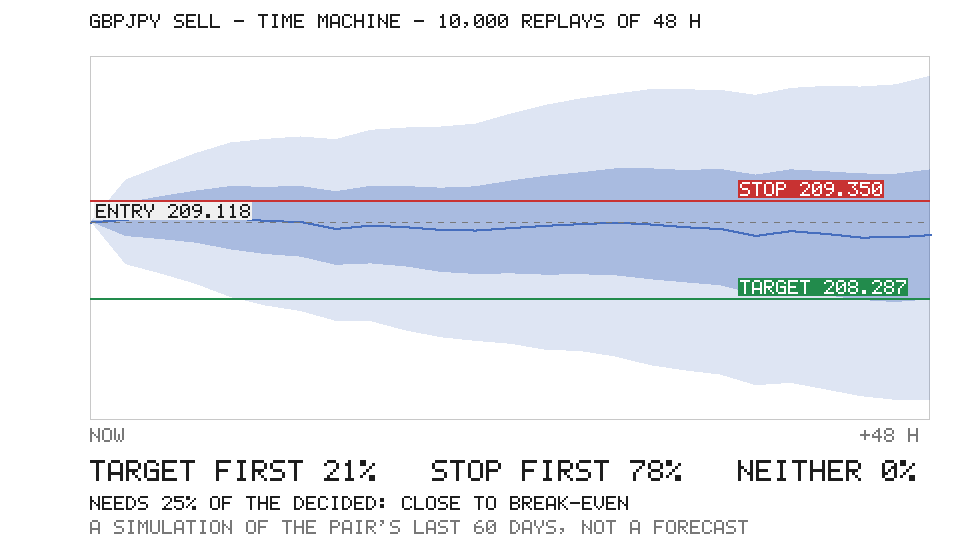 GBPJPY SELL - TIME MACHINE - 10,000 REPLAYS OF 48 H
STOP 209.350
ENTRY 209.118
TARGET 208.287
NOW +48 H
TARGET FIRST 21% STOP FIRST 78% NEITHER 0%
NEEDS 25% OF THE DECIDED: CLOSE TO BREAK-EVEN
A SIMULATION OF THE PAIR'S LAST 60 DAYS, NOT A FORECAST